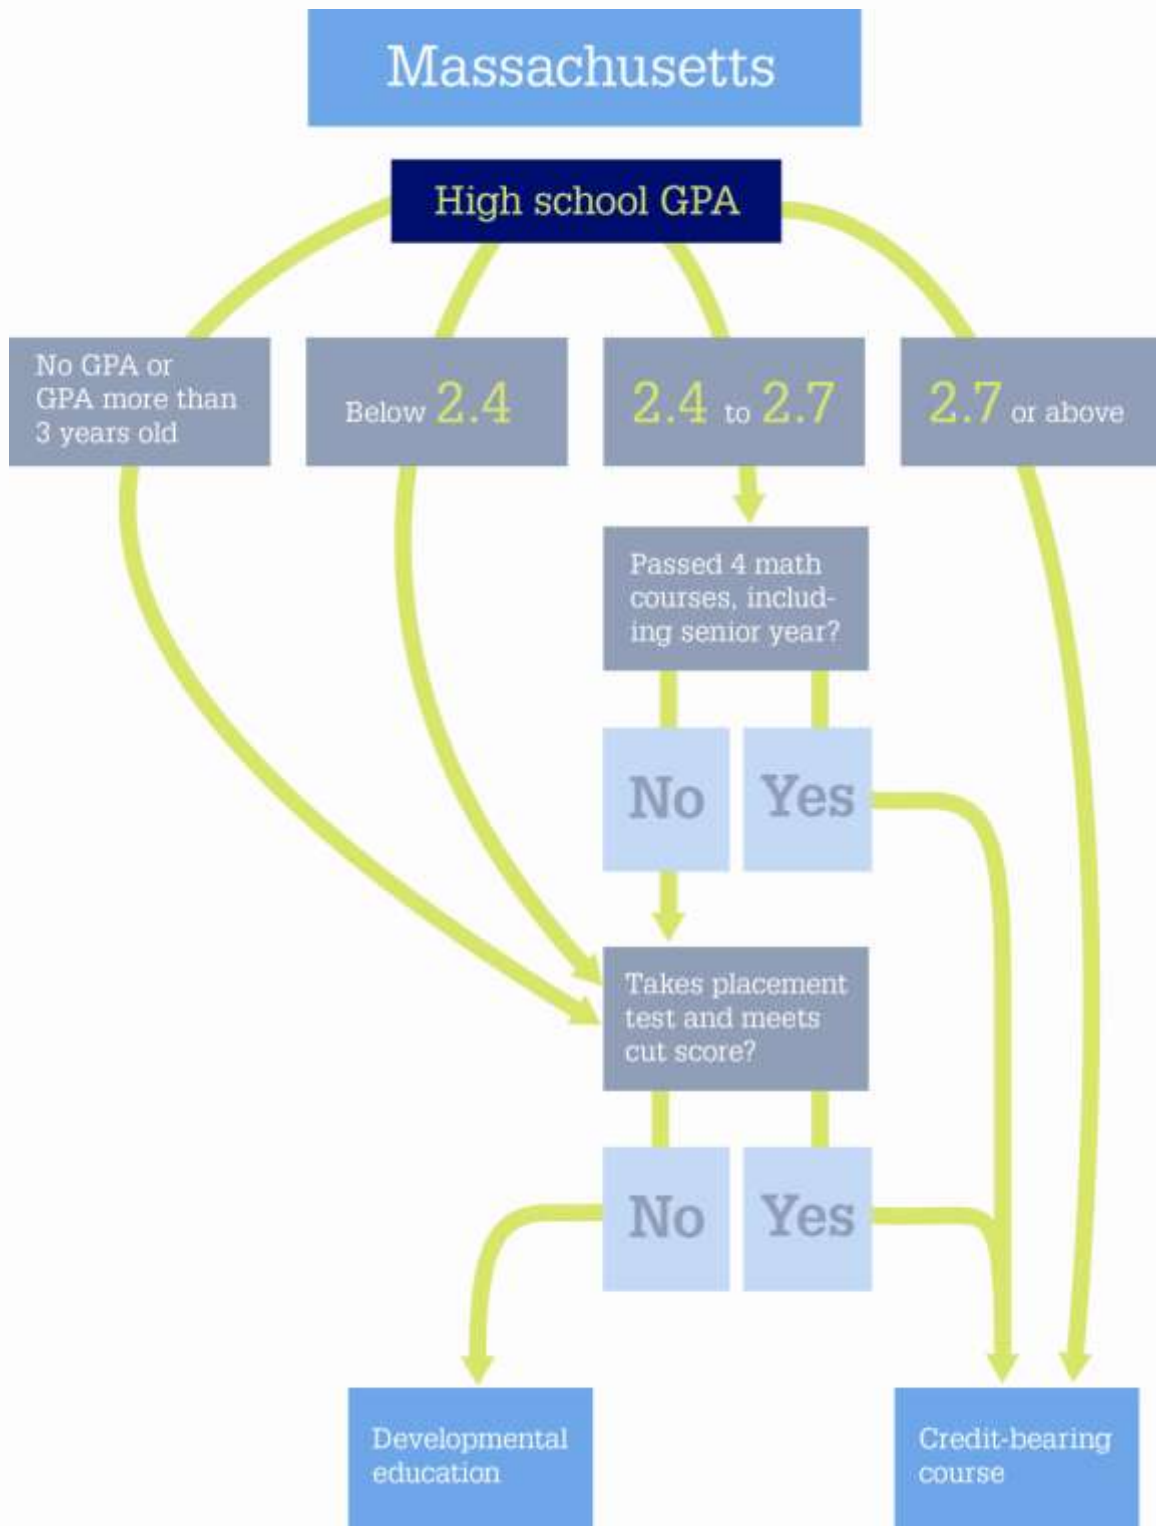 Massachusetts
High school GPA
No GPA or
GPA more than
3 years old
Below 2.4
2.4 to 2.7
2.7 or above
Passed 4 math
courses, includ-
ing senior year?
No
Yes
Takes placement
test and meets
cut score?
No
Yes
Developmental
education
Credit-bearing
course